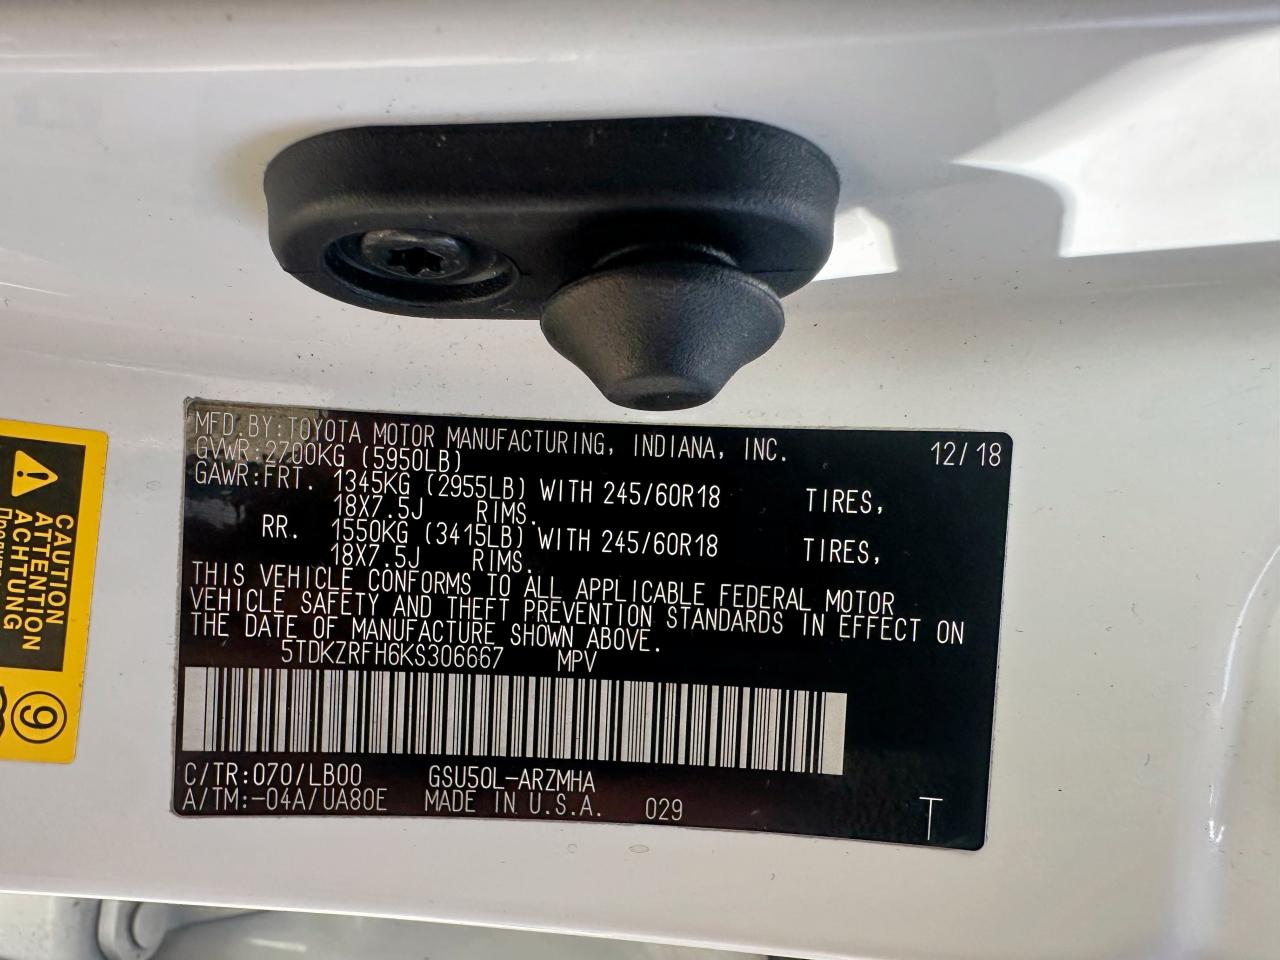 MFD.BY:TOYOTA MOTOR MANUFACTURING, INDIANA, INC. 12/18
GVWR:2700KG (5950LB)
GAWR:FRT. 1345KG (2955LB) WITH 245/60R18 TIRES,
18X7.5J RIMS.
RR. 1550KG (3415LB) WITH 245/60R18 TIRES,
18X7.5J RIMS.
THIS VEHICLE CONFORMS TO ALL APPLICABLE FEDERAL MOTOR
VEHICLE SAFETY AND THEFT PREVENTION STANDARDS IN EFFECT ON
THE DATE OF MANUFACTURE SHOWN ABOVE.
5TDKZRFH6KS306667 MPV
C/TR:070/LB00 GSU50L-ARZMHA
A/TM:-04A/UA80E MADE IN U.S.A. 029
T
CAUTION
ATTENTION
ACHTUNG
9